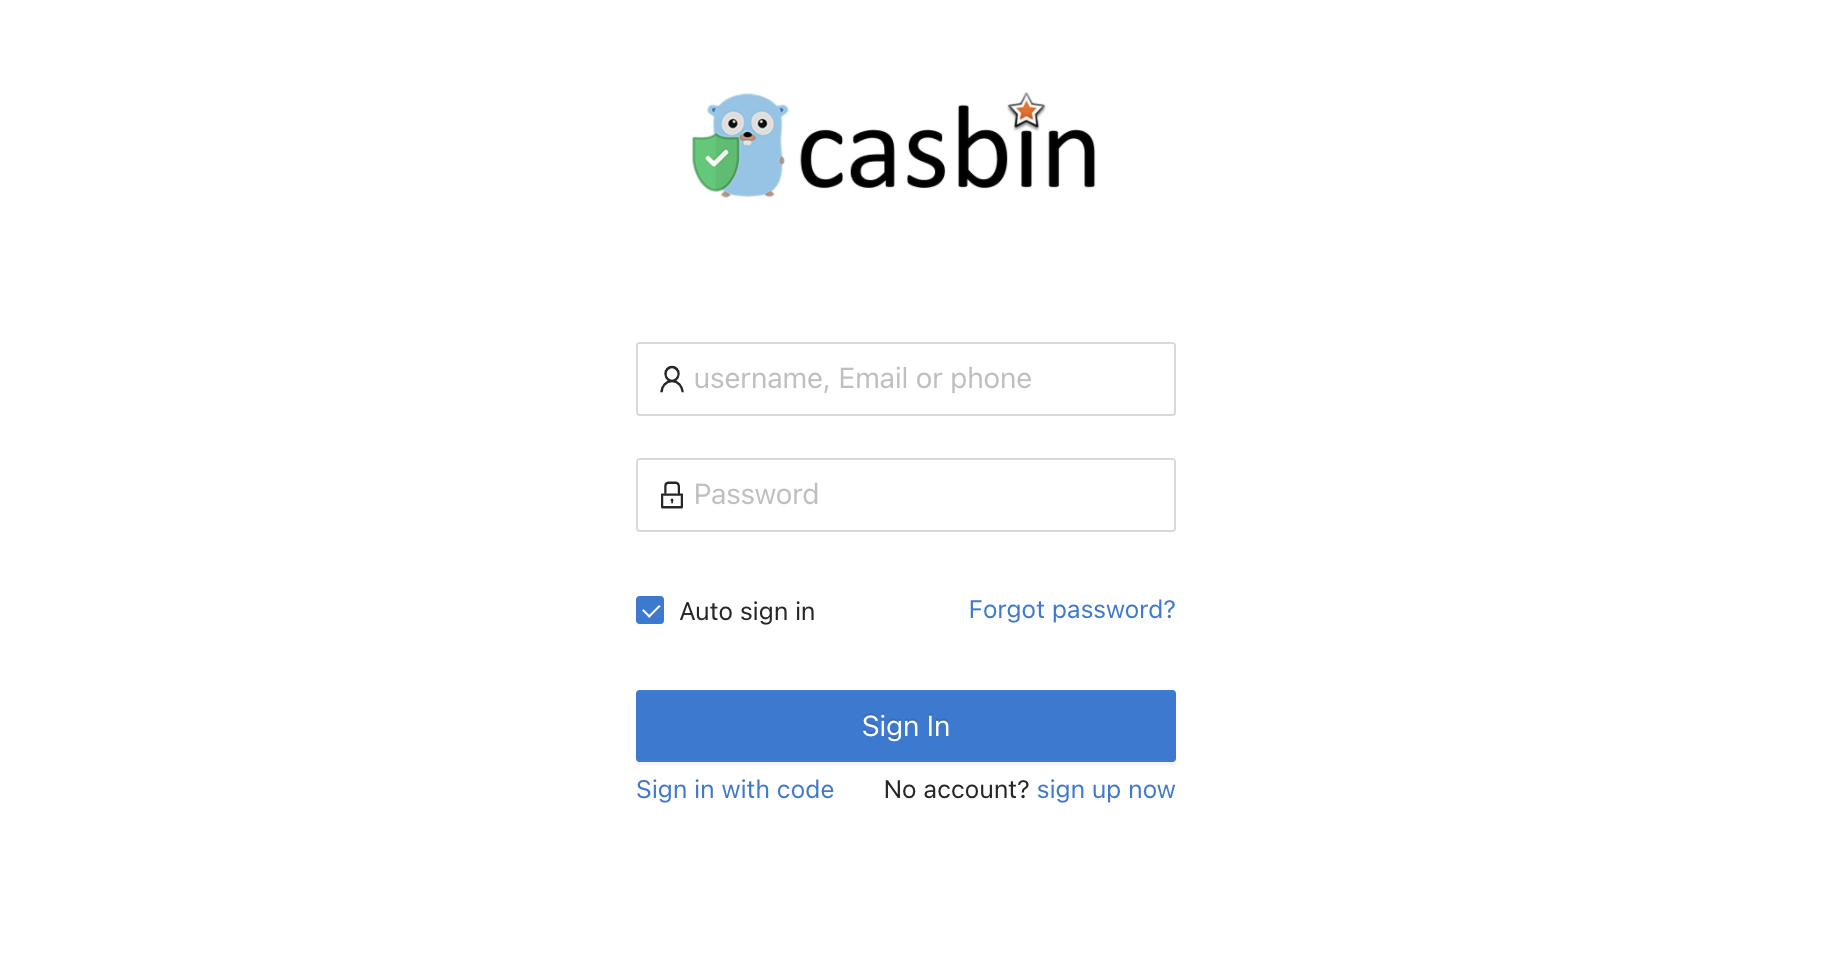 casbin
username, Email or phone
Password
Auto sign in
Forgot password?
Sign In
Sign in with code
No account? sign up now